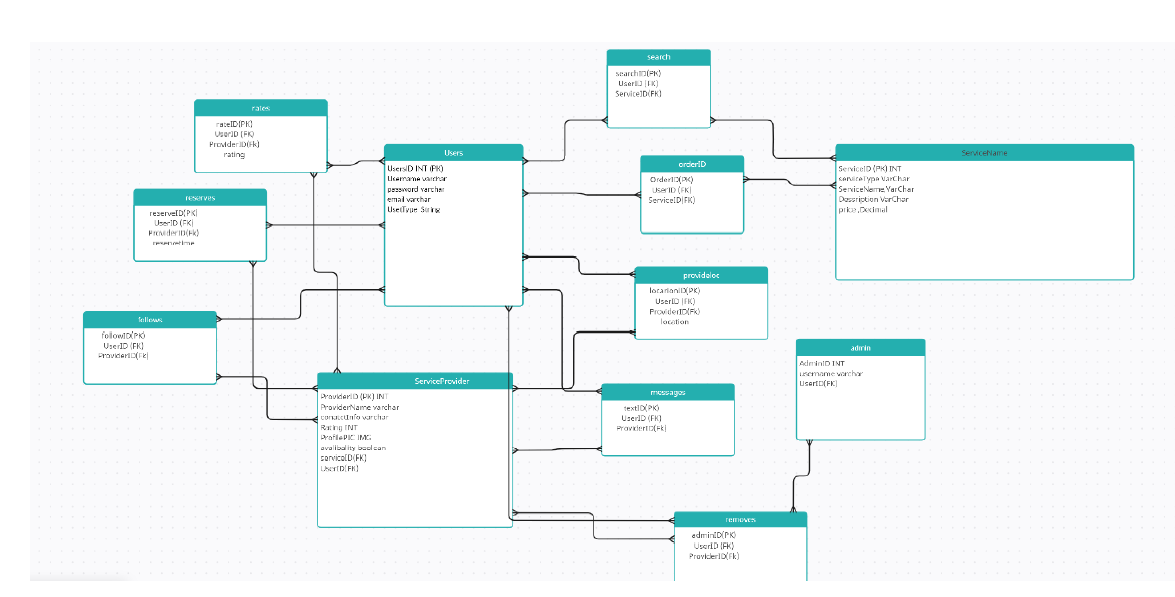 search
searchID(PK)
UserID (FK)
ServiceID(FK)
rates
rateID(PK)
UserID (FK)
ProviderID(Fk)
rating
Users
UsersID INT (PK)
Username varchar
password varchar
email varchar
UsetType String
orderID
OrderID(PK)
UserID (FK)
ServiceID(FK)
ServiceName
ServiceID (PK) INT
serviceType VarChar
ServiceName,VarChar
Description VarChar
price ,Decimal
reserves
reserveID(PK)
UserID (FK)
ProviderID(Fk)
reservetime
provideloc
locarionID(PK)
UserID (FK)
ProviderID(Fk)
location
follows
followID(PK)
UserID (FK)
ProviderID(Fk)
admin
AdminID INT
username varchar
UserID(FK)
ServiceProvider
ProviderID (PK) INT
ProviderName varchar
conatctInfo varchar
Rating INT
ProfilePIC IMG
avalibality boolean
serviceID(FK)
UserID(FK)
messages
textID(PK)
UserID (FK)
ProviderID(Fk)
removes
adminID(PK)
UserID (FK)
ProviderID(Fk)